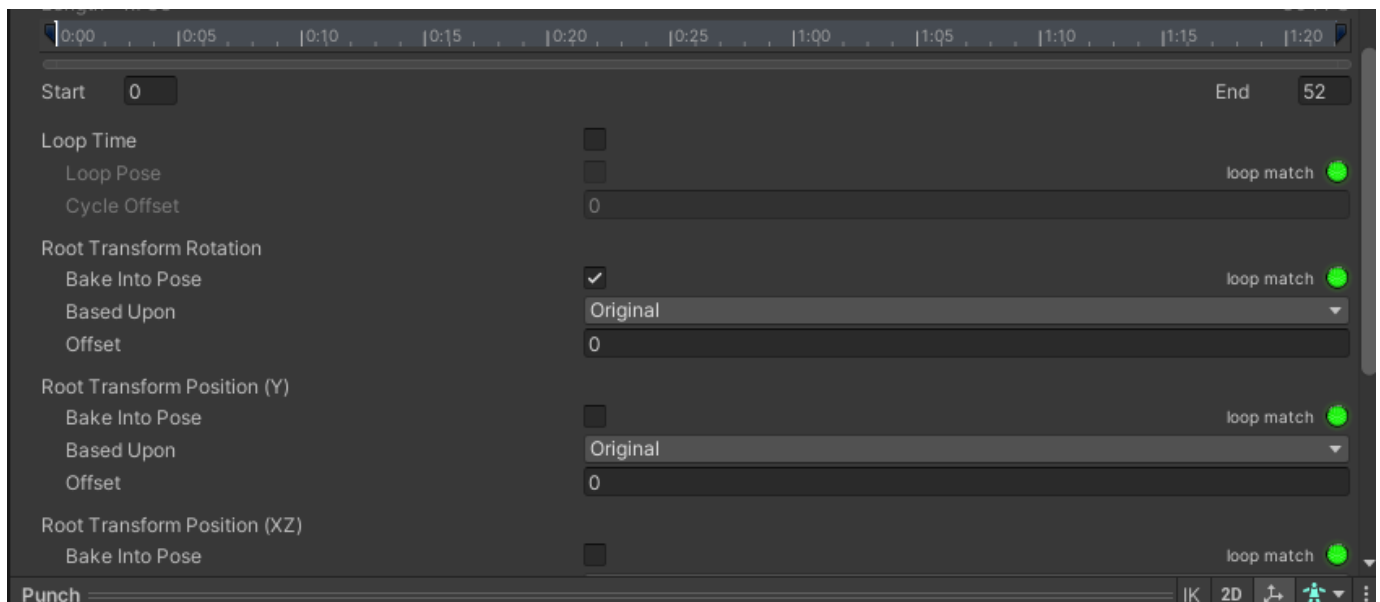 0:00 0:05 0:10 0:15 0:20 0:25 1:00 1:05 1:10 1:15 1:20
Start 0 End 52
Loop Time
Loop Pose loop match
Cycle Offset 0
Root Transform Rotation
Bake Into Pose loop match
Based Upon Original
Offset 0
Root Transform Position (Y)
Bake Into Pose loop match
Based Upon Original
Offset 0
Root Transform Position (XZ)
Bake Into Pose loop match
Punch IK 2D